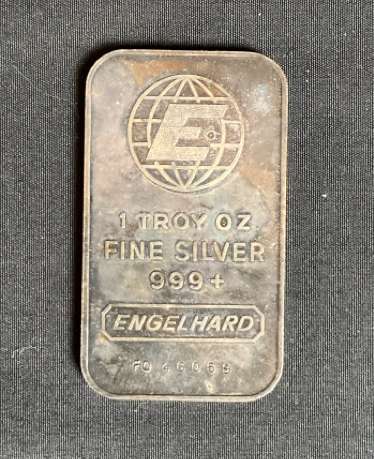 E
1 TROY OZ
FINE SILVER
999+
ENGELHARD